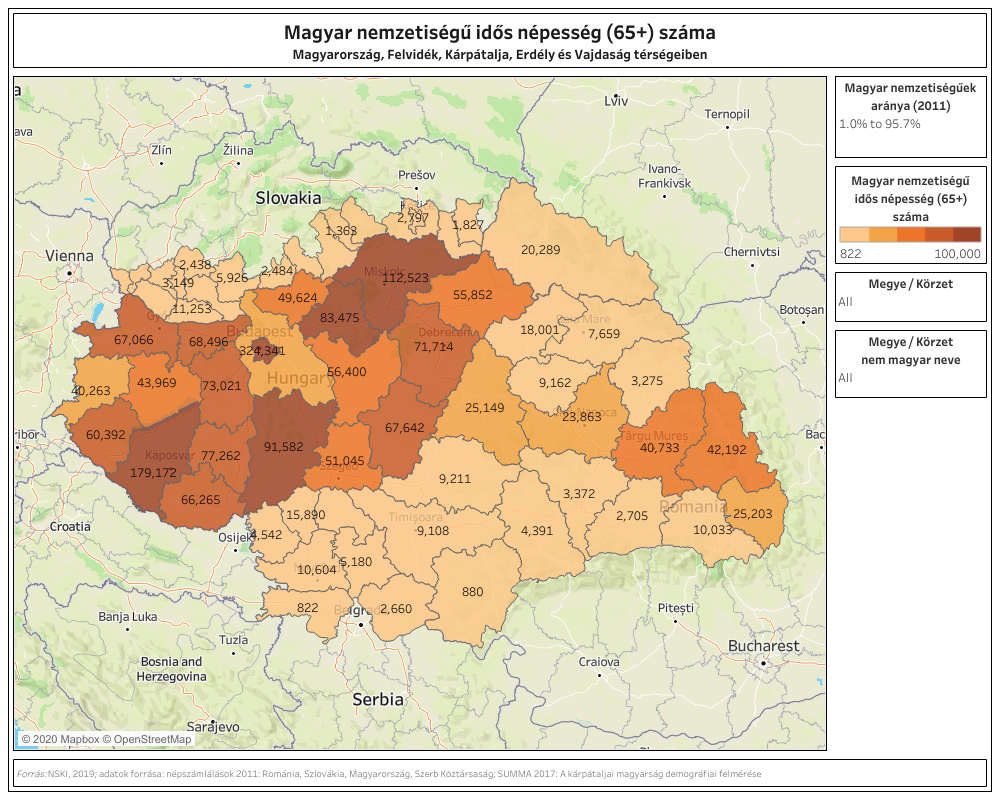 Magyar nemzetiségű idős népesség (65+) száma
Magyarország, Felvidék, Kárpátalja, Erdély és Vajdaság térségeiben
a
ava
Lviv
Ternopil
Zlín
Žilina
Ivano-
Frankivsk
Prešov
Slovakia
2,797
1,827
1,363
20,289
Vienna
Chernivtsi
2,438
3,149
5,926
2,484
Miskolc
112,523
49,624
55,852
11,253
83,475
Botoșani
67,066
68,496
Budapest
324,341
Debrecen
71,714
18,001
Baia Mare
7,659
Hungary
56,400
40,263
43,969
73,021
9,162
3,275
25,149
23,863
60,392
Kaposvár
77,262
91,582
67,642
Târgu Mureș
40,733
42,192
ribor
Bac
179,172
51,045
Szeged
66,265
9,211
3,372
Romania
25,203
15,890
Timișoara
9,108
4,391
2,705
10,033
Croatia
Osijek
4,542
10,604
5,180
822
Belgrade
2,660
880
Banja Luka
Pitești
Tuzla
Bucharest
Bosnia and
Herzegovina
Craiova
Serbia
Sarajevo
© 2020 Mapbox © OpenStreetMap
Magyar nemzetiségűek
aránya (2011)
1.0% to 95.7%
Magyar nemzetiségű
idős népesség (65+)
száma
822 100,000
Megye / Körzet
All
Megye / Körzet
nem magyar neve
All
Forrás:NSKI, 2019; adatok forrása: népszámlálások 2011: Románia, Szlovákia, Magyarország, Szerb Köztársaság; SUMMA 2017: A kárpátaljai magyarság demográfiai felmérése